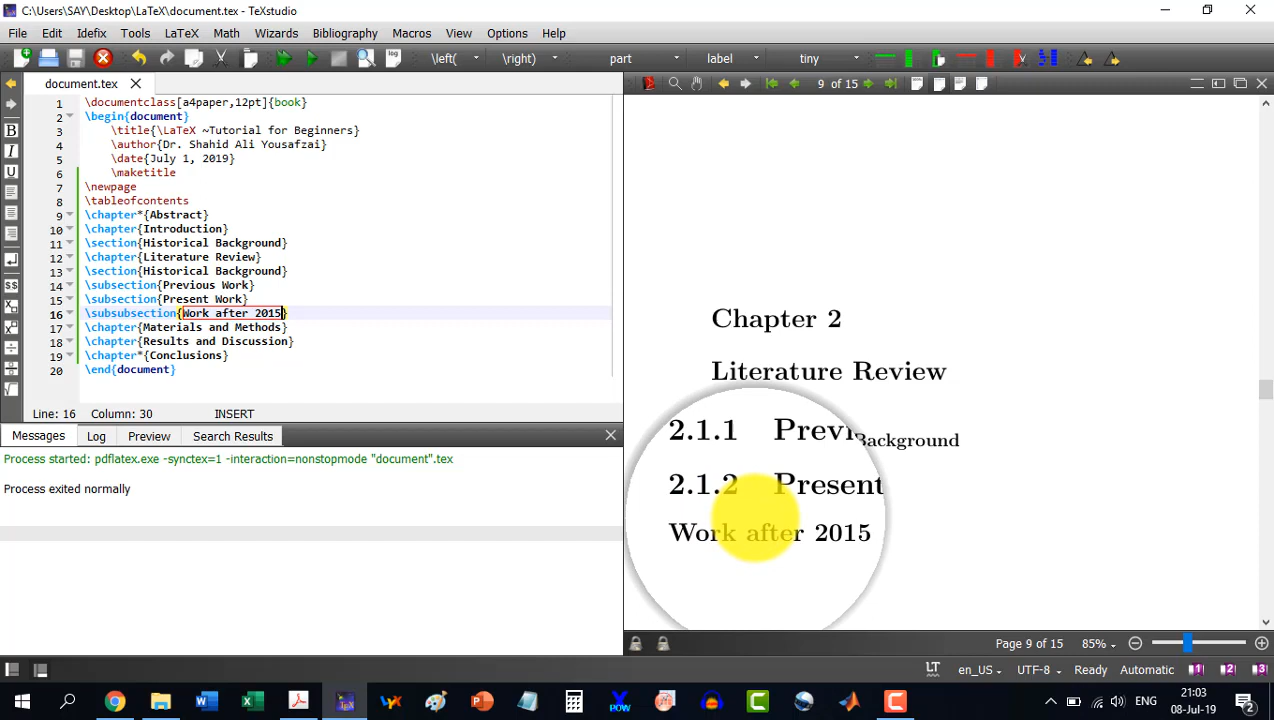 C:\Users\SAY\Desktop\LaTeX\document.tex - TeXstudio
File Edit Idefix Tools LaTeX Math Wizards Bibliography Macros View Options Help
log \left( \right) part label tiny
document.tex
9 of 15
1 \documentclass[a4paper,12pt]{book}
2 \begin{document}
3 \title{\LaTeX ~Tutorial for Beginners}
4 \author{Dr. Shahid Ali Yousafzai}
5 \date{July 1, 2019}
6 \maketitle
7 \newpage
8 \tableofcontents
9 \chapter*{Abstract}
10 \chapter{Introduction}
11 \section{Historical Background}
12 \chapter{Literature Review}
13 \section{Historical Background}
14 \subsection{Previous Work}
15 \subsection{Present Work}
16 \subsubsection{Work after 2015}
17 \chapter{Materials and Methods}
18 \chapter{Results and Discussion}
19 \chapter*{Conclusions}
20 \end{document}
B
I
U
$$
Line: 16 Column: 30 INSERT
Messages Log Preview Search Results
Process started: pdflatex.exe -synctex=1 -interaction=nonstopmode "document".tex
Process exited normally
Chapter 2
Literature Review
2.1.1 Previ
Background
2.1.2 Present
Work after 2015
Page 9 of 15 85%
LT en_US UTF-8 Ready Automatic 1 2 3
POW
ENG
21:03
08-Jul-19
2